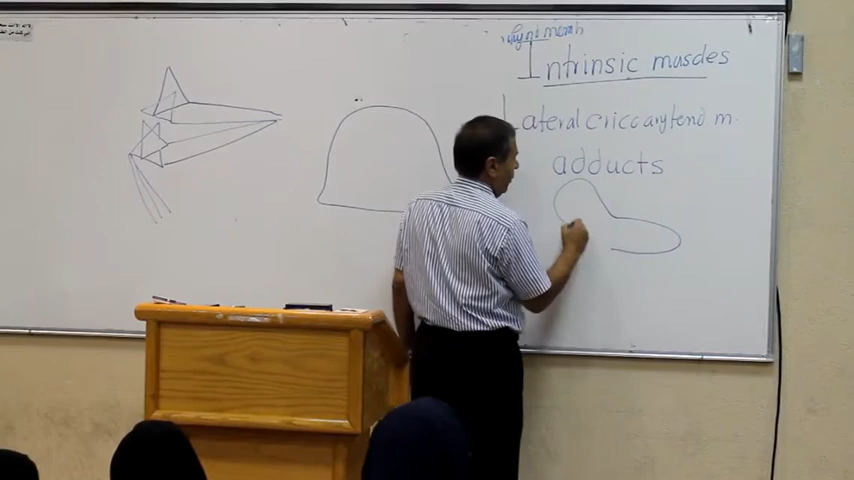 Intrinsic muscles
Lateral cricoarytenoid m.
adducts